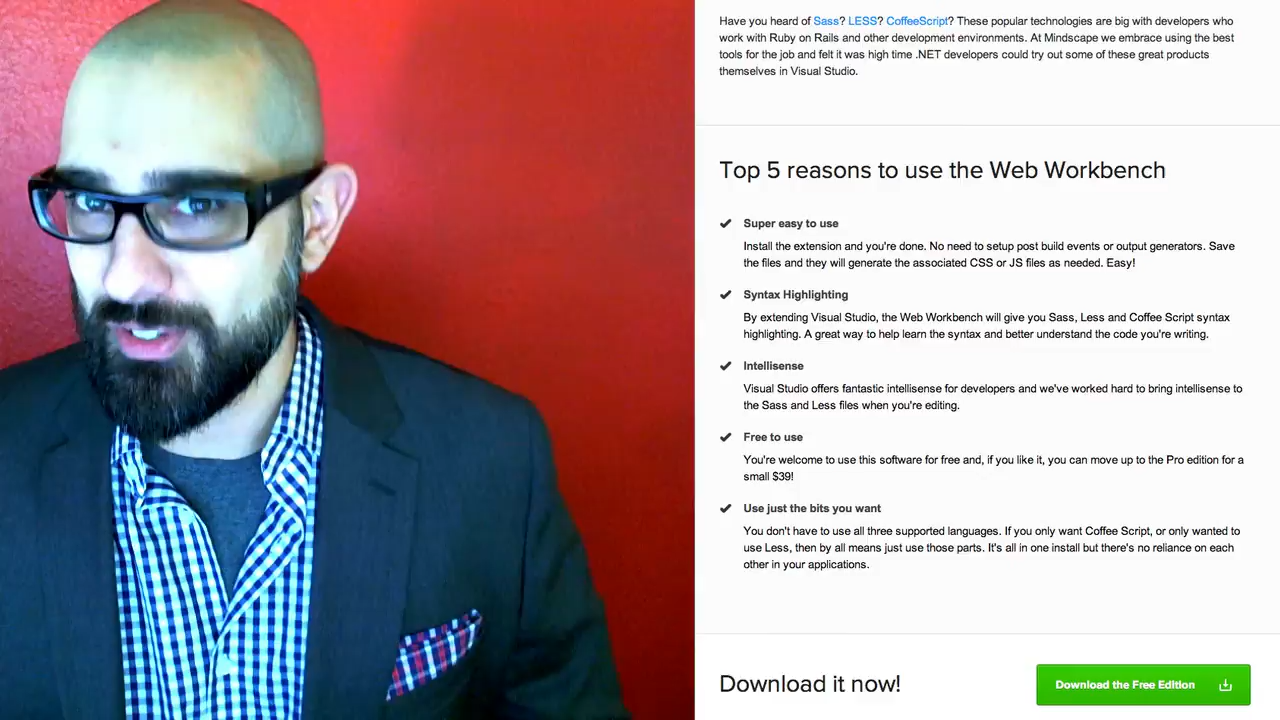 Have you heard of Sass? LESS? CoffeeScript? These popular technologies are big with developers who
work with Ruby on Rails and other development environments. At Mindscape we embrace using the best
tools for the job and felt it was high time .NET developers could try out some of these great products
themselves in Visual Studio.
Top 5 reasons to use the Web Workbench
Super easy to use
Install the extension and you're done. No need to setup post build events or output generators. Save
the files and they will generate the associated CSS or JS files as needed. Easy!
Syntax Highlighting
By extending Visual Studio, the Web Workbench will give you Sass, Less and Coffee Script syntax
highlighting. A great way to help learn the syntax and better understand the code you're writing.
Intellisense
Visual Studio offers fantastic intellisense for developers and we've worked hard to bring intellisense to
the Sass and Less files when you're editing.
Free to use
You're welcome to use this software for free and, if you like it, you can move up to the Pro edition for a
small $39!
Use just the bits you want
You don't have to use all three supported languages. If you only want Coffee Script, or only wanted to
use Less, then by all means just use those parts. It's all in one install but there's no reliance on each
other in your applications.
Download it now!
Download the Free Edition